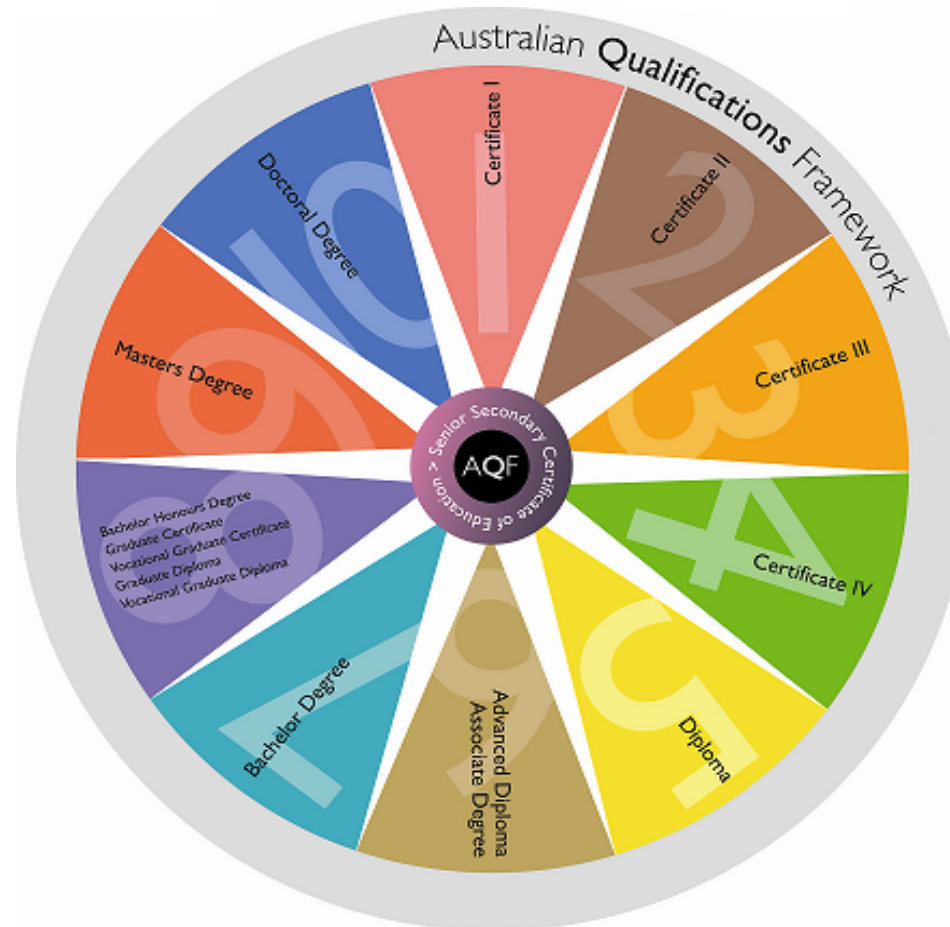 Australian Qualifications Framework
Certificate I
1
Certificate II
2
Certificate III
3
Certificate IV
4
Diploma
5
Advanced Diploma
Associate Degree
6
Bachelor Degree
7
Bachelor Honours Degree
Graduate Certificate
Vocational Graduate Certificate
Graduate Diploma
Vocational Graduate Diploma
8
Masters Degree
9
Doctoral Degree
10
> Senior Secondary Certificate of Education
AQF